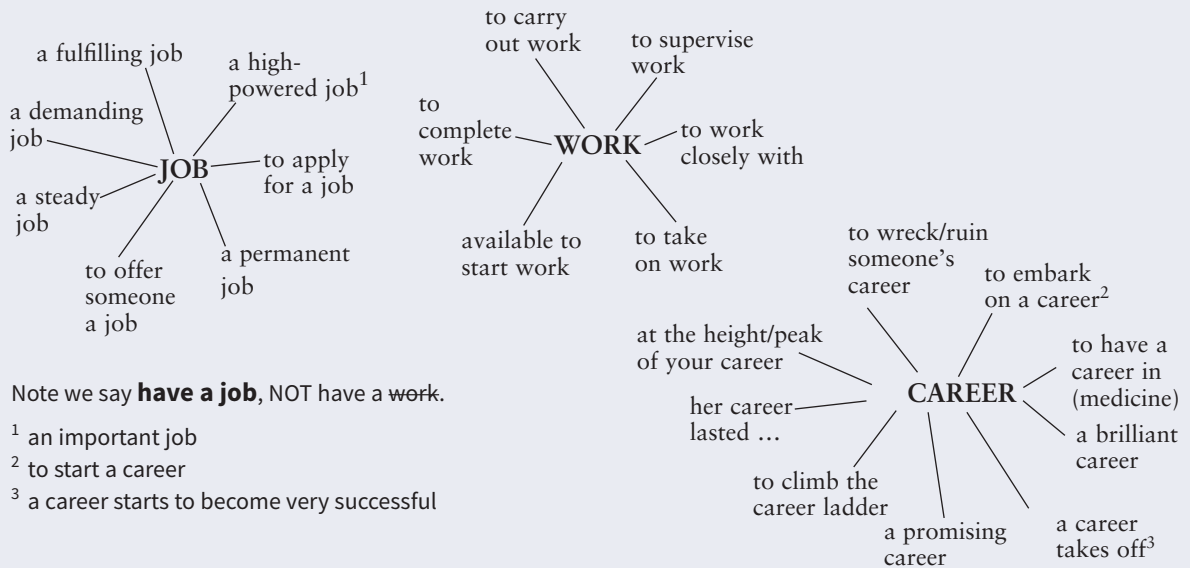 a fulfilling job
a high-
powered job¹
a demanding
job
JOB
to apply
for a job
a steady
job
to offer
someone
a job
a permanent
job
to carry
out work
to supervise
work
to
complete
work
WORK
to work
closely with
available to
start work
to take
on work
to wreck/ruin
someone's
career
to embark
on a career²
at the height/peak
of your career
CAREER
to have a
career in
(medicine)
her career
lasted …
a brilliant
career
to climb the
career ladder
a promising
career
a career
takes off³
Note we say have a job, NOT have a work.
¹ an important job
² to start a career
³ a career starts to become very successful